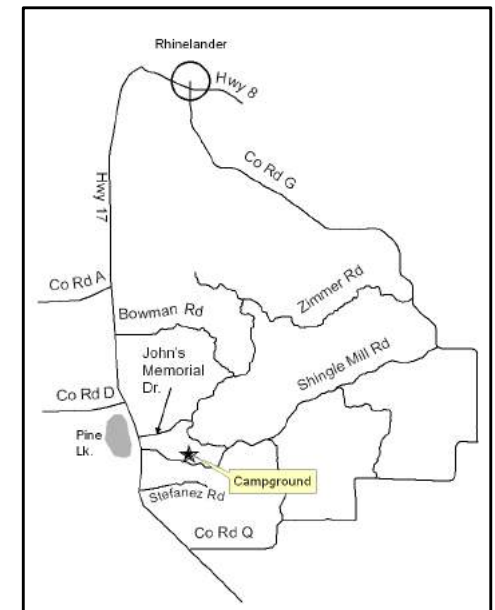 Rhinelander
Hwy 8
Co Rd G
Hwy 17
Co Rd A
Zimmer Rd
Bowman Rd
John's
Memorial
Dr.
Shingle Mill Rd
Co Rd D
Pine
Lk.
Campground
Stefanez Rd
Co Rd Q